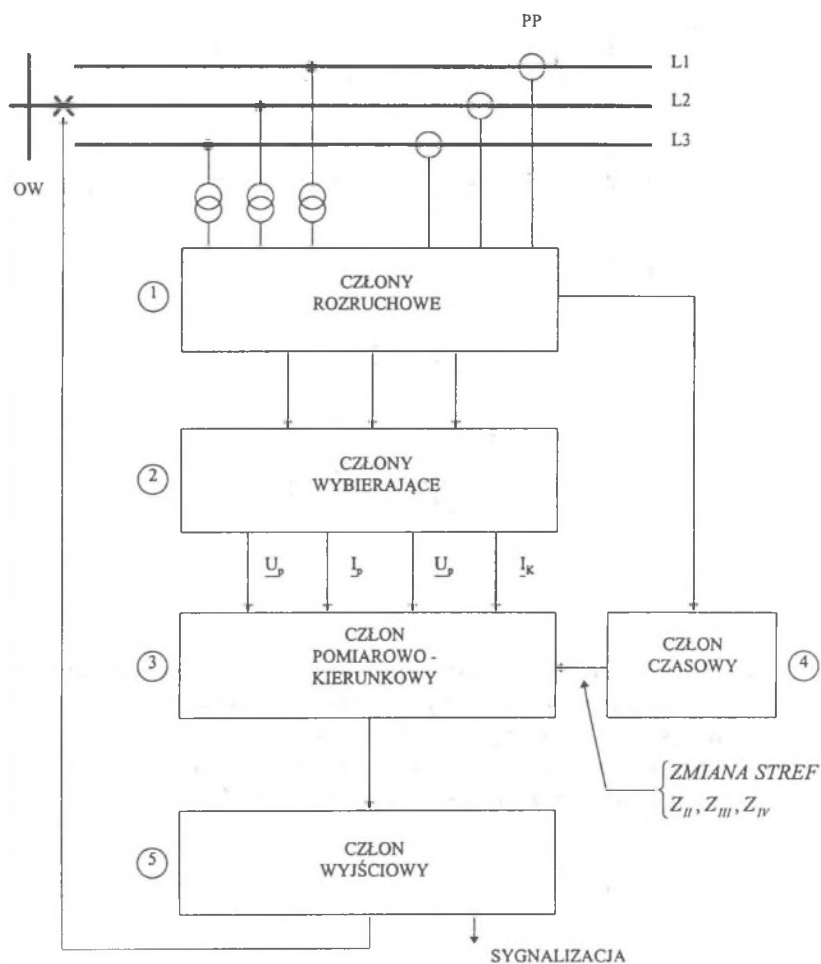 PP
L1
L2
L3
OW
1
CZŁONY
ROZRUCHOWE
2
CZŁONY
WYBIERAJĄCE
U_p
I_p
U_p
I_K
3
CZŁON
POMIAROWO -
KIERUNKOWY
CZŁON
CZASOWY
4
ZMIANA STREF
Z_II, Z_III, Z_IV
5
CZŁON
WYJŚCIOWY
SYGNALIZACJA